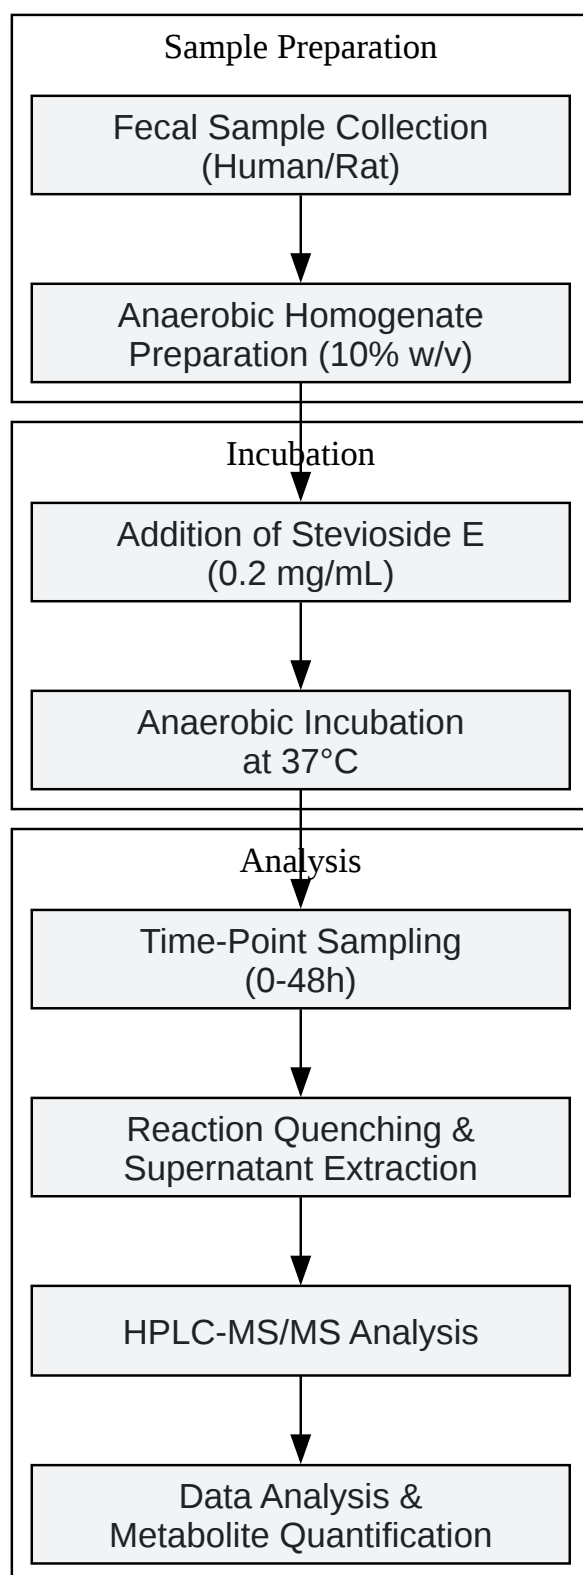 Sample Preparation
Fecal Sample Collection
(Human/Rat)
Anaerobic Homogenate
Preparation (10% w/v)
Incubation
Addition of Stevioside E
(0.2 mg/mL)
Anaerobic Incubation
at 37°C
Analysis
Time-Point Sampling
(0-48h)
Reaction Quenching &
Supernatant Extraction
HPLC-MS/MS Analysis
Data Analysis &
Metabolite Quantification